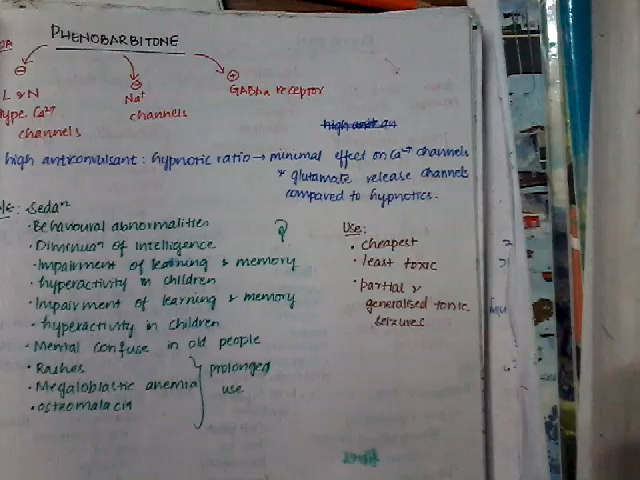 PHENOBARBITONE
⊖ ⊖ ⊕
L & N Na⁺ GABAA receptor
type Ca²⁺ channels
channels
high anticonvulsant : hypnotic ratio → minimal effect on Ca²⁺ channels
& glutamate release channels
compared to hypnotics.
· Sedaⁿ
· Behavioural abnormalities
· Diminuⁿ of intelligence
· Impairment of learning & memory
· hyperactivity in children
· Impairment of learning & memory
· hyperactivity in children
· Mental confuse in old people
· Rashes
· Megaloblastic anemia
· osteomalacia
prolonged
use
Use:
· cheapest
· least toxic
· partial &
generalised tonic
seizures